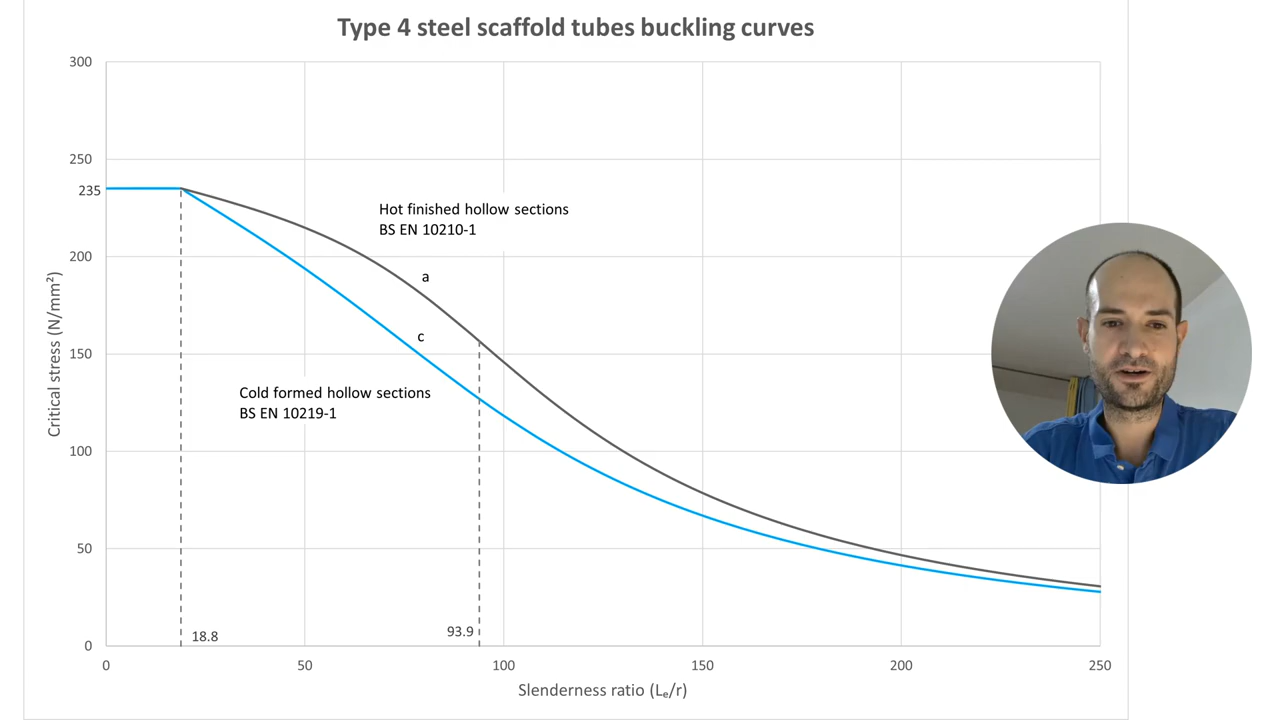 Type 4 steel scaffold tubes buckling curves
300
250
235
200
150
100
50
0
Critical stress (N/mm²)
Hot finished hollow sections
BS EN 10210-1
a
c
Cold formed hollow sections
BS EN 10219-1
18.8
93.9
0
50
100
150
200
250
Slenderness ratio (Lₑ/r)